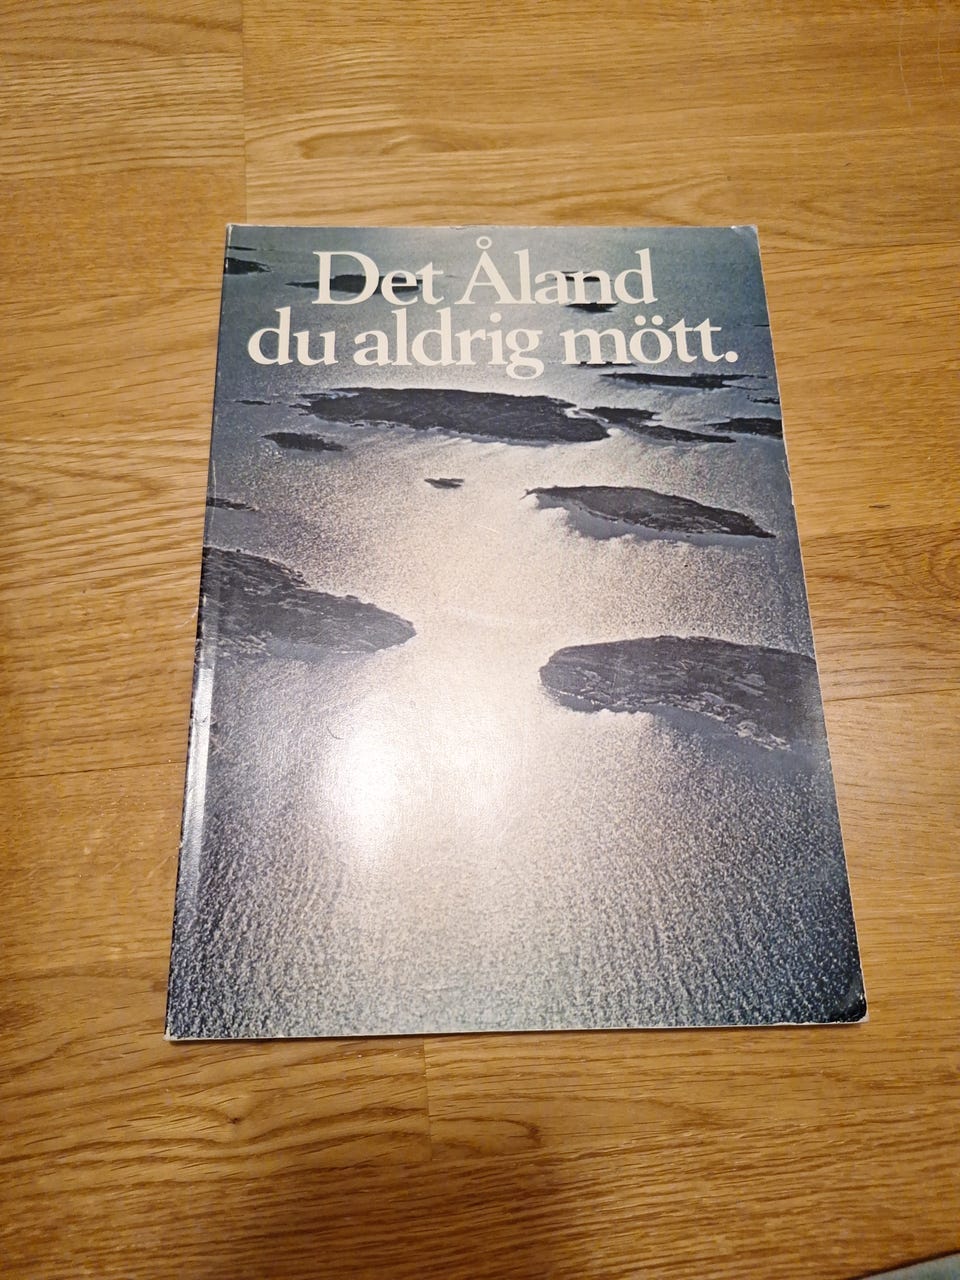 Det Åland
du aldrig mött.